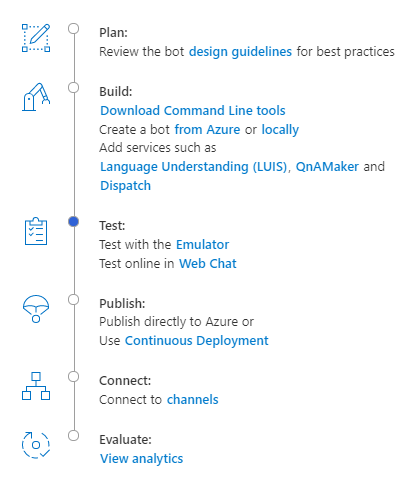 Plan:
Review the bot design guidelines for best practices
Build:
Download Command Line tools
Create a bot from Azure or locally
Add services such as
Language Understanding (LUIS), QnAMaker and
Dispatch
Test:
Test with the Emulator
Test online in Web Chat
Publish:
Publish directly to Azure or
Use Continuous Deployment
Connect:
Connect to channels
Evaluate:
View analytics